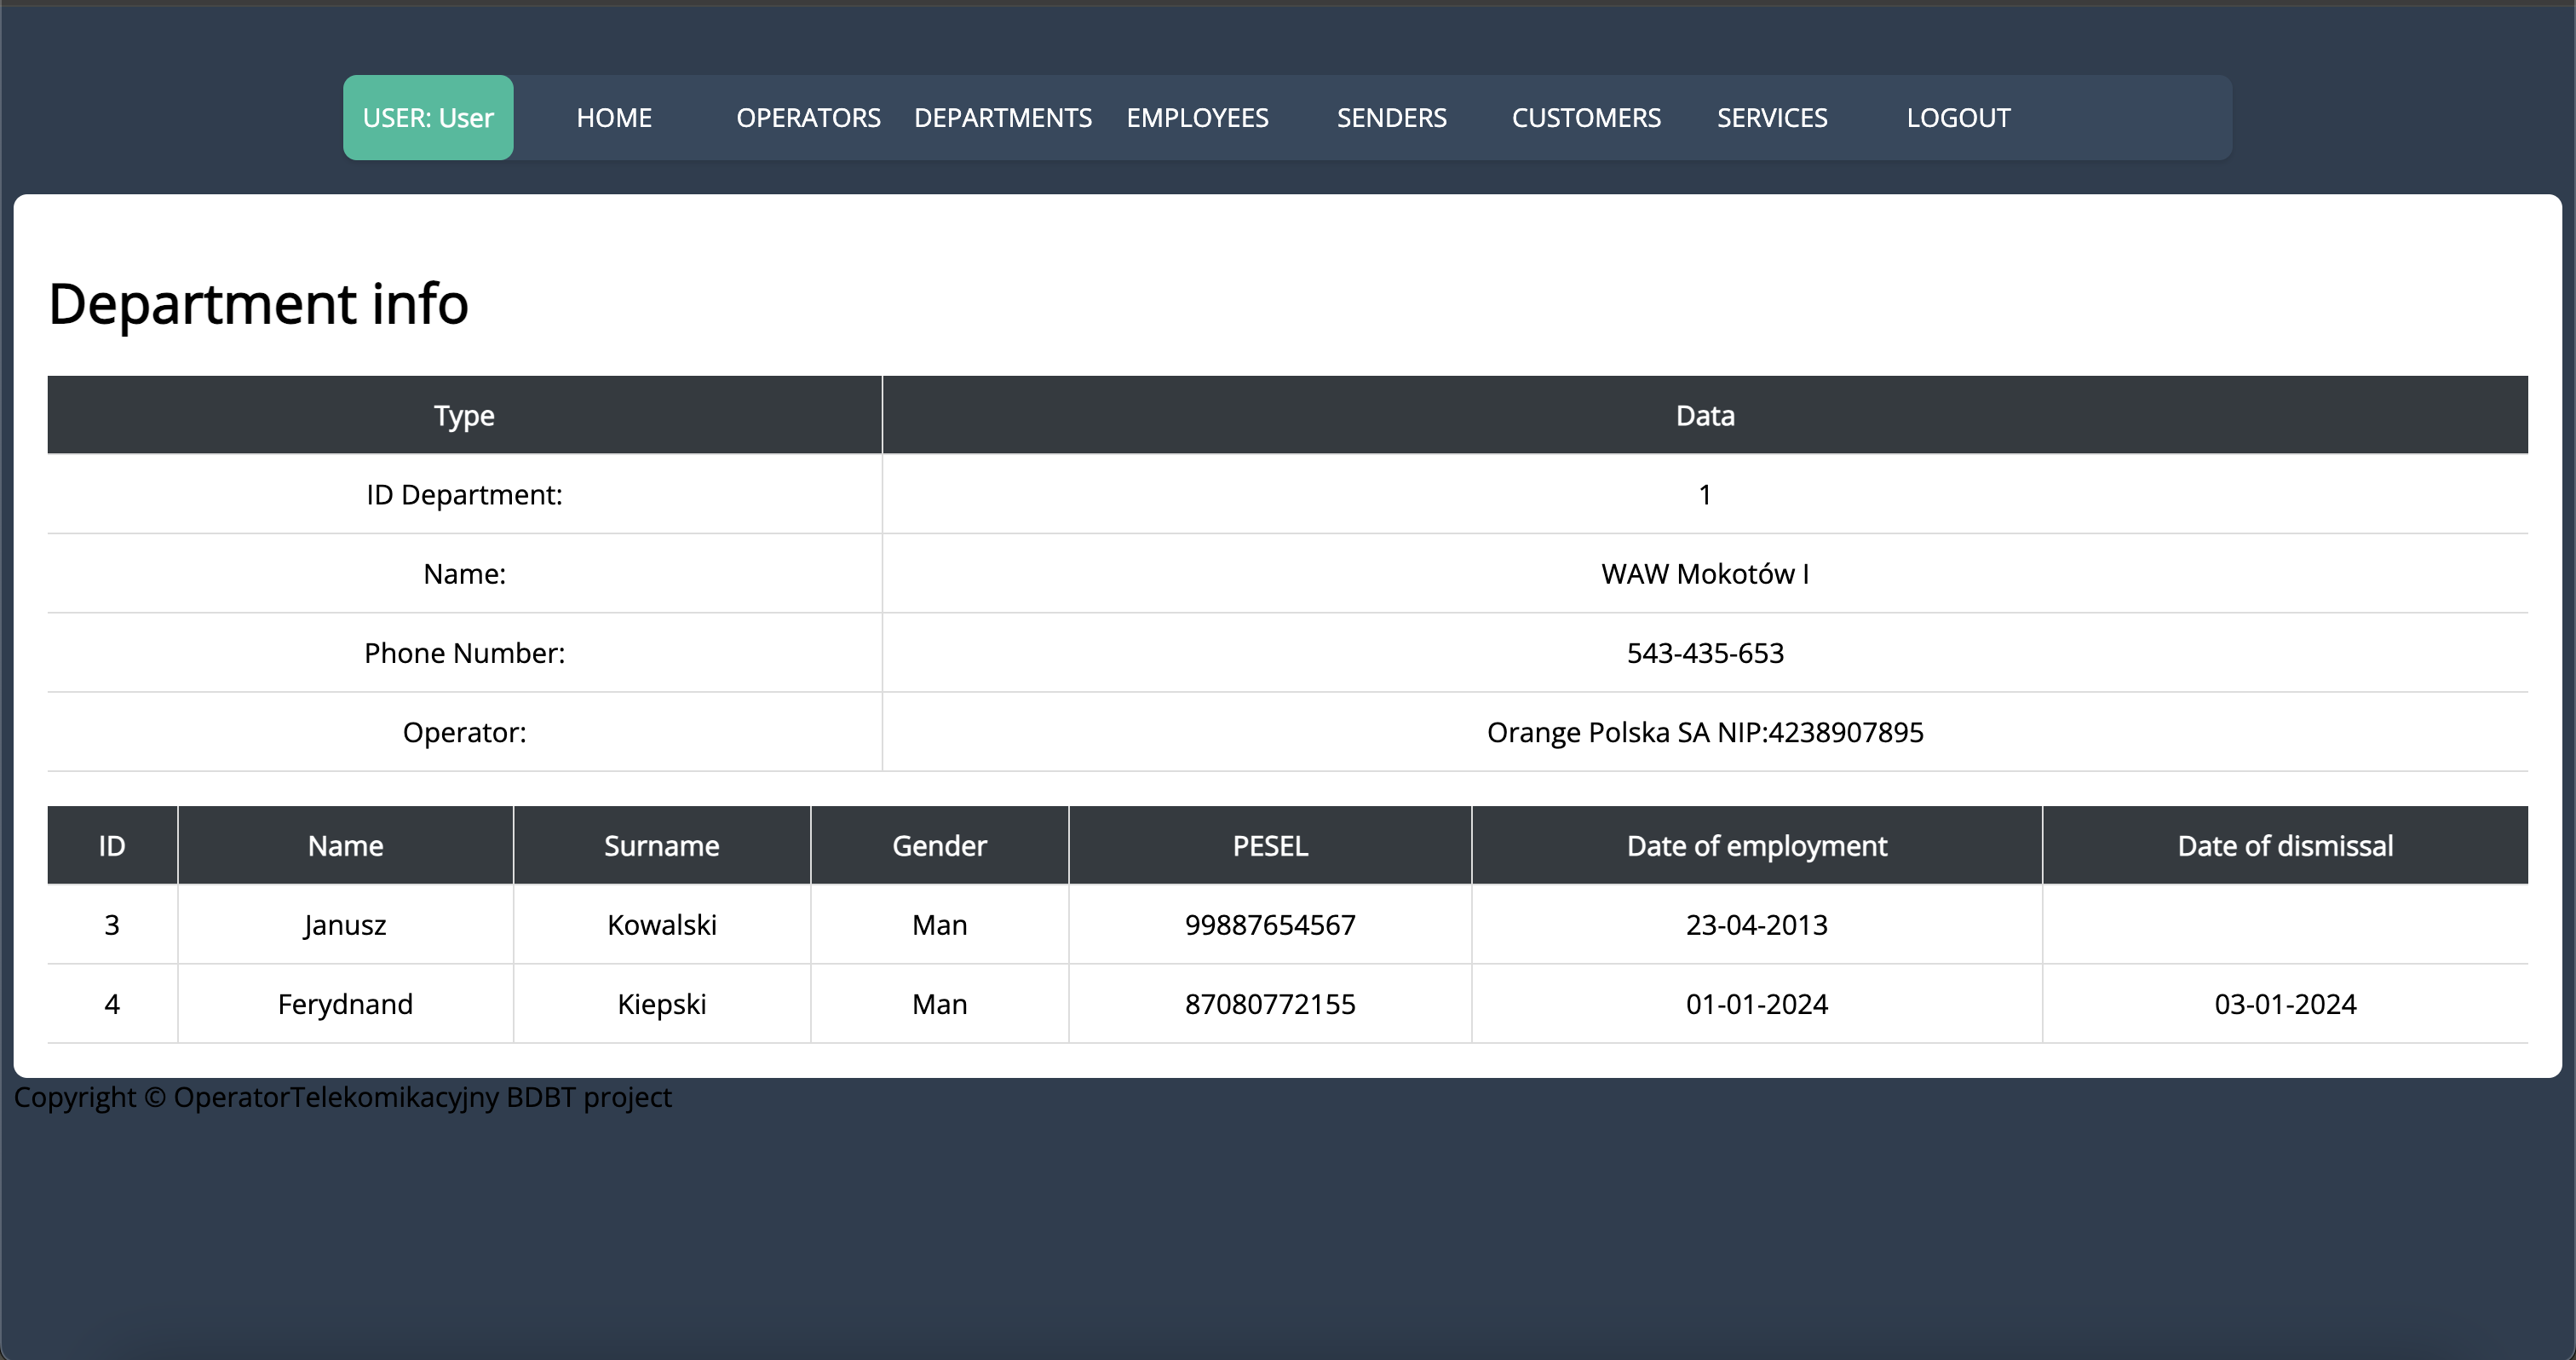 USER: User HOME OPERATORS DEPARTMENTS EMPLOYEES SENDERS CUSTOMERS SERVICES LOGOUT
Department info
Type Data
ID Department: 1
Name: WAW Mokotów I
Phone Number: 543-435-653
Operator: Orange Polska SA NIP:4238907895
ID Name Surname Gender PESEL Date of employment Date of dismissal
3 Janusz Kowalski Man 99887654567 23-04-2013
4 Ferydnand Kiepski Man 87080772155 01-01-2024 03-01-2024
Copyright © OperatorTelekomikacyjny BDBT project